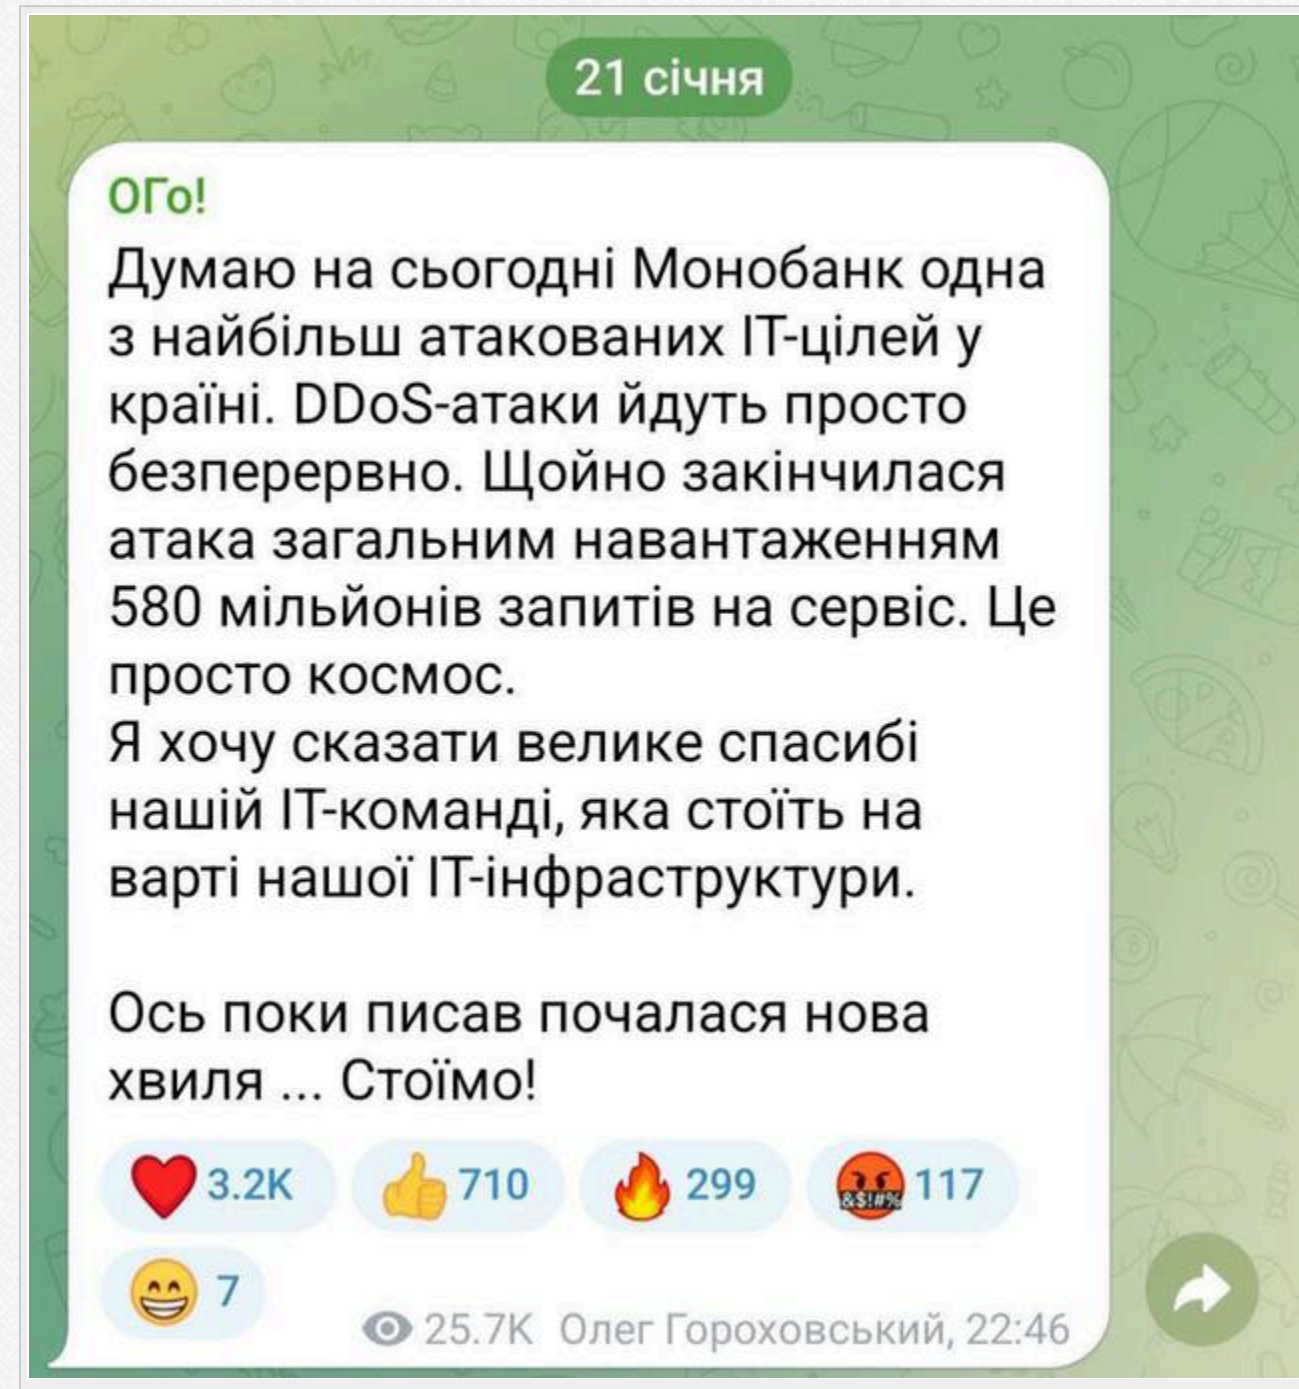 21 січня
ОГо!
Думаю на сьогодні Монобанк одна
з найбільш атакованих ІТ-цілей у
країні. DDoS-атаки йдуть просто
безперервно. Щойно закінчилася
атака загальним навантаженням
580 мільйонів запитів на сервіс. Це
просто космос.
Я хочу сказати велике спасибі
нашій ІТ-команді, яка стоїть на
варті нашої ІТ-інфраструктури.
Ось поки писав почалася нова
хвиля ... Стоїмо!
3.2K 710 299 &$!#% 117
7
25.7K Олег Гороховський, 22:46